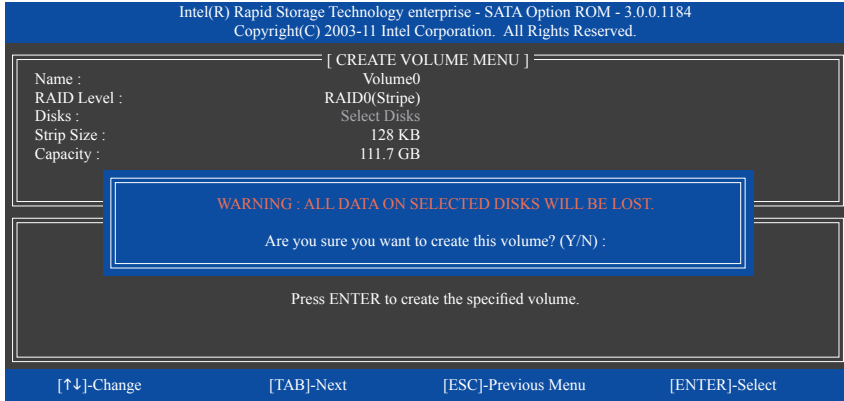 Intel(R) Rapid Storage Technology enterprise - SATA Option ROM - 3.0.0.1184
Copyright(C) 2003-11 Intel Corporation. All Rights Reserved.
[ CREATE VOLUME MENU ]
Name : Volume0
RAID Level : RAID0(Stripe)
Disks : Select Disks
Strip Size : 128 KB
Capacity : 111.7 GB
WARNING : ALL DATA ON SELECTED DISKS WILL BE LOST.
Are you sure you want to create this volume? (Y/N) :
Press ENTER to create the specified volume.
[↑↓]-Change [TAB]-Next [ESC]-Previous Menu [ENTER]-Select